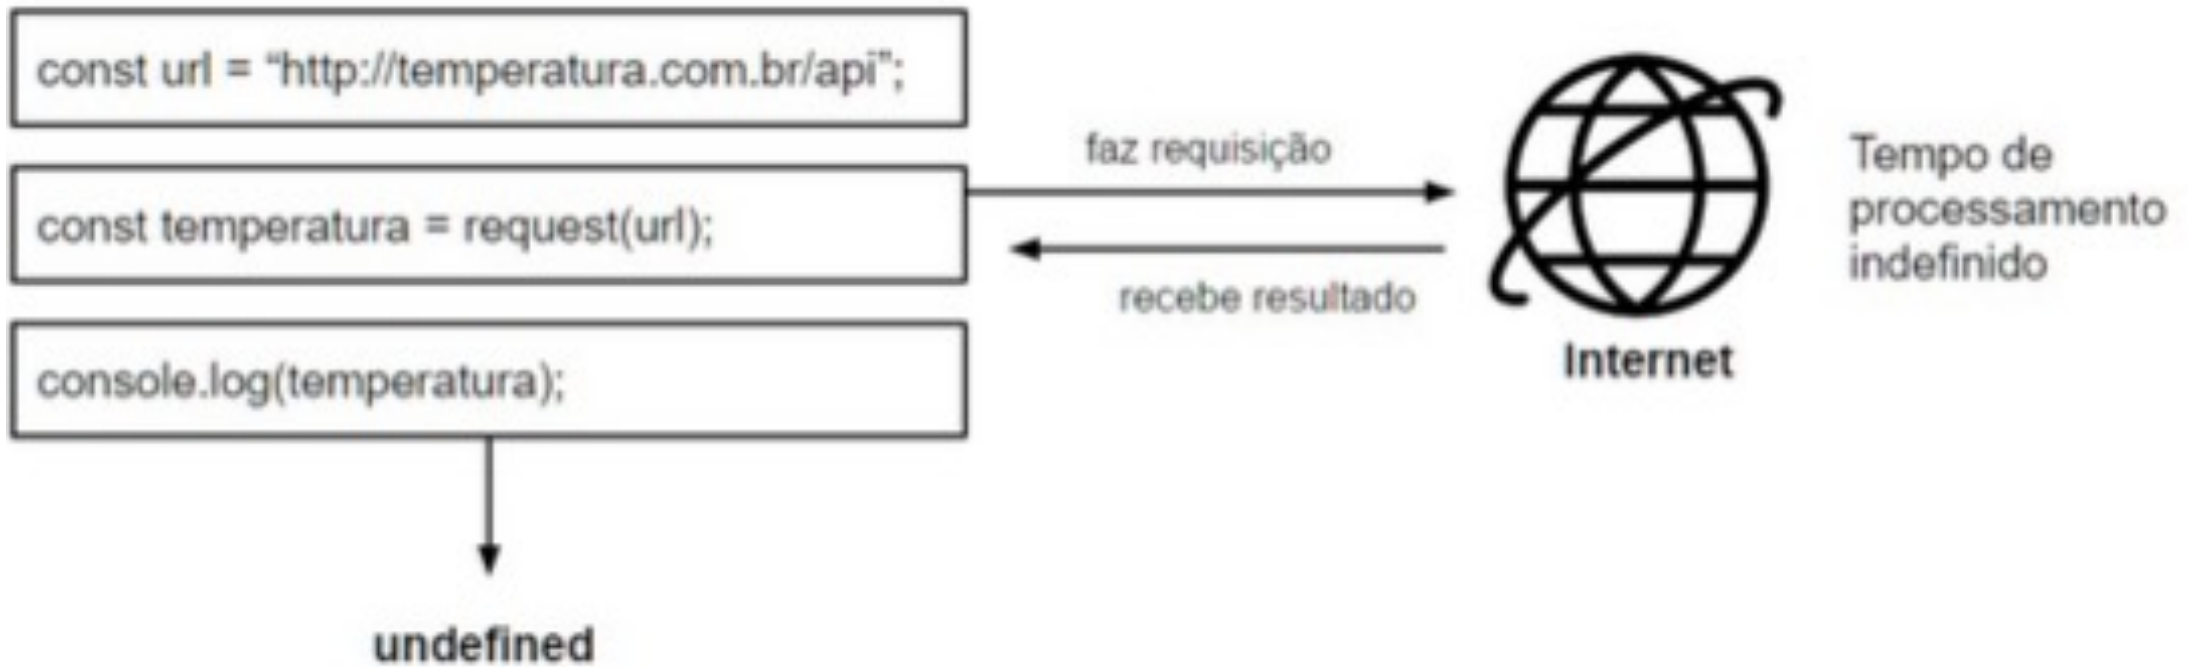 const url = “http://temperatura.com.br/api”;
faz requisição
const temperatura = request(url);
recebe resultado
Tempo de
processamento
indefinido
Internet
console.log(temperatura);
undefined